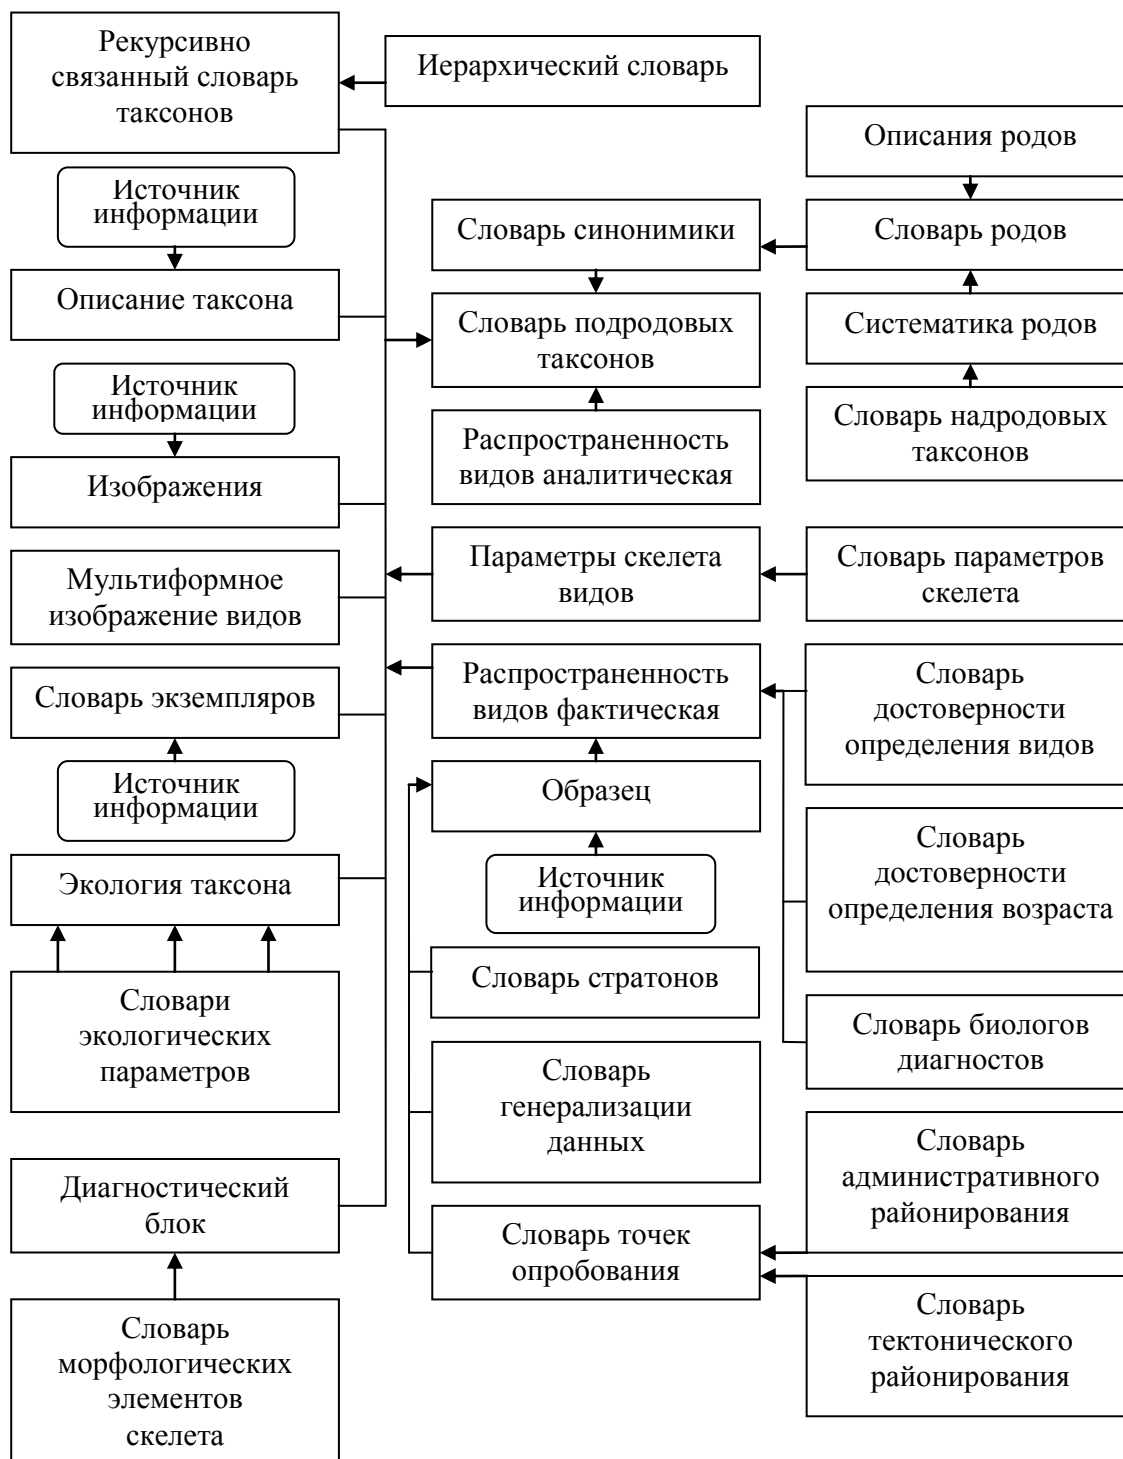 Рекурсивно
связанный словарь
таксонов
Иерархический словарь
Описания родов
Источник
информации
Словарь синонимики
Словарь родов
Описание таксона
Словарь подродовых
таксонов
Систематика родов
Источник
информации
Словарь надродовых
таксонов
Распространенность
видов аналитическая
Изображения
Мультиформное
изображение видов
Параметры скелета
видов
Словарь параметров
скелета
Словарь экземпляров
Распространенность
видов фактическая
Словарь
достоверности
определения видов
Источник
информации
Образец
Словарь
достоверности
определения возраста
Экология таксона
Источник
информации
Словари
экологических
параметров
Словарь стратонов
Словарь биологов
диагностов
Словарь
генерализации
данных
Словарь
административного
районирования
Диагностический
блок
Словарь точек
опробования
Словарь
тектонического
районирования
Словарь
морфологических
элементов
скелета